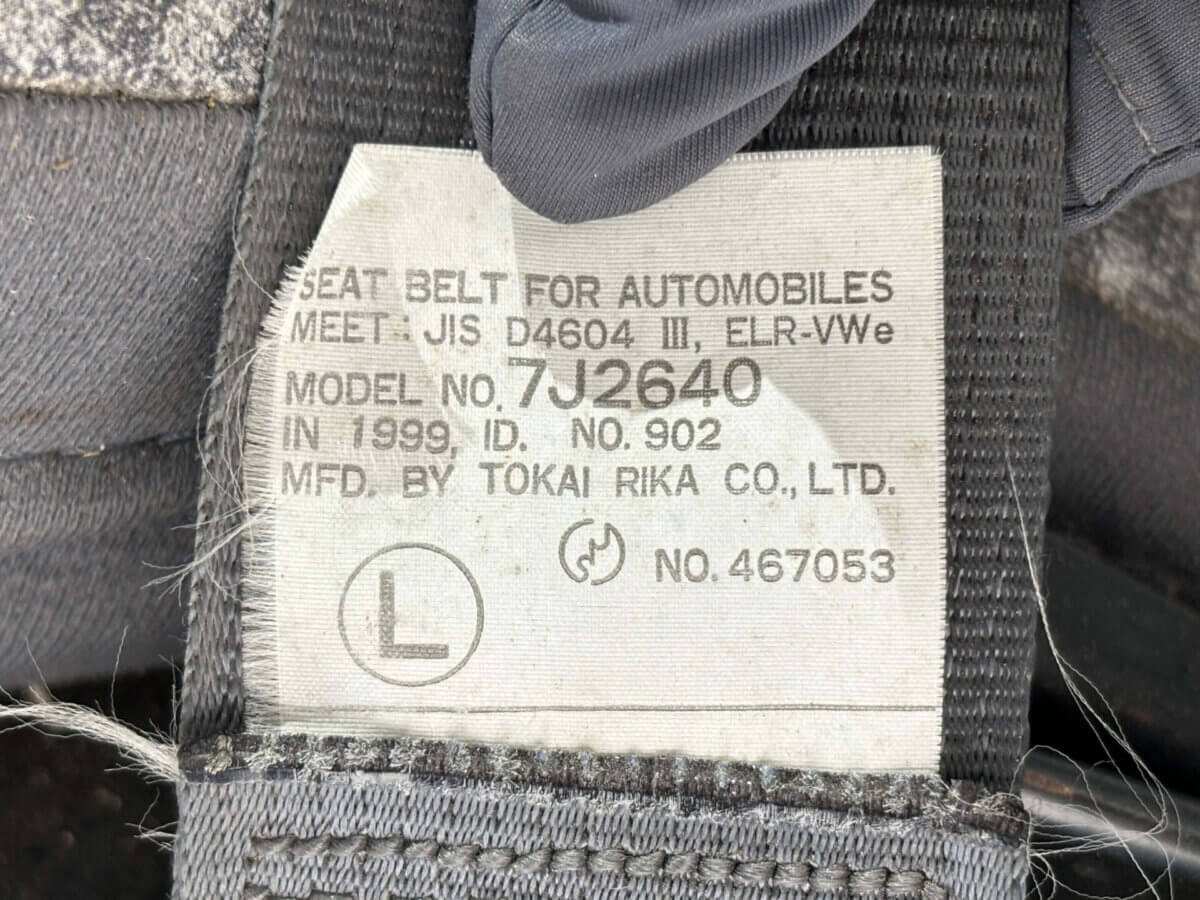 SEAT BELT FOR AUTOMOBILES
MEET : JIS D4604 III, ELR-VWe
MODEL NO. 7J2640
IN 1999, ID. NO. 902
MFD. BY TOKAI RIKA CO., LTD.
NO. 467053
L